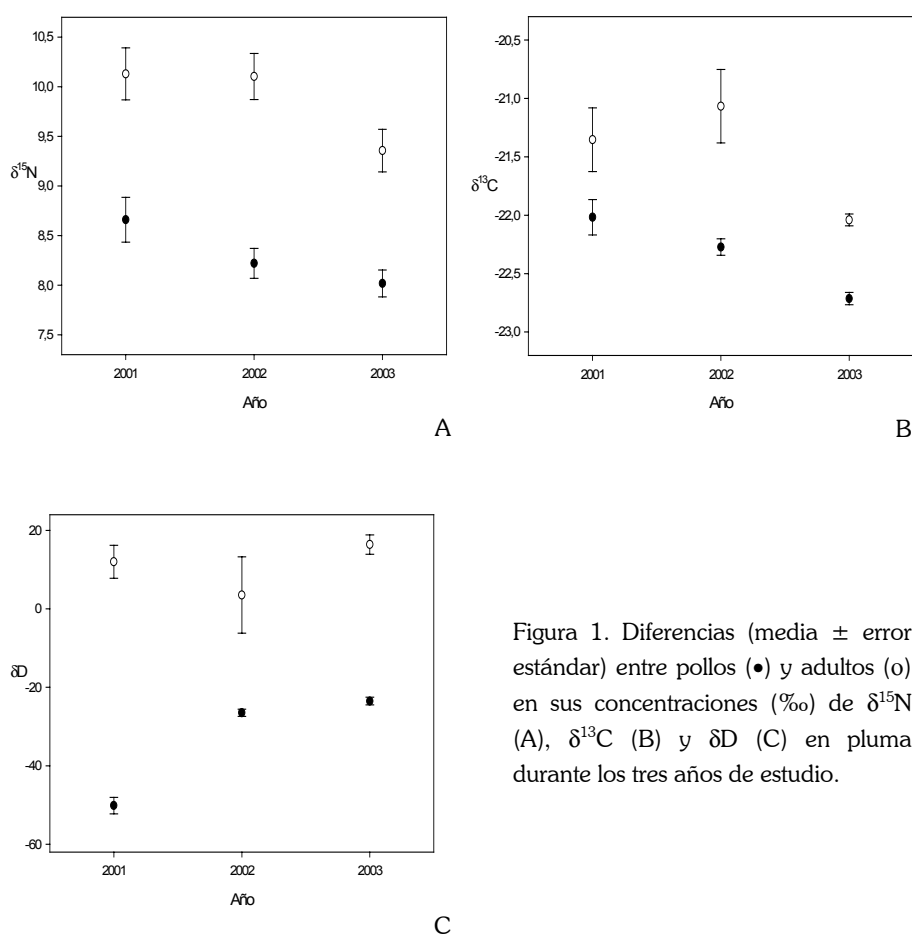 10,5
10,0
9,5
δ¹⁵N
9,0
8,5
8,0
7,5
2001 2002 2003
Año
A
-20,5
-21,0
-21,5
δ¹³C
-22,0
-22,5
-23,0
2001 2002 2003
Año
B
20
0
δD
-20
-40
-60
2001 2002 2003
Año
C
Figura 1. Diferencias (media ± error
estándar) entre pollos (●) y adultos (o)
en sus concentraciones (‰) de δ¹⁵N
(A), δ¹³C (B) y δD (C) en pluma
durante los tres años de estudio.